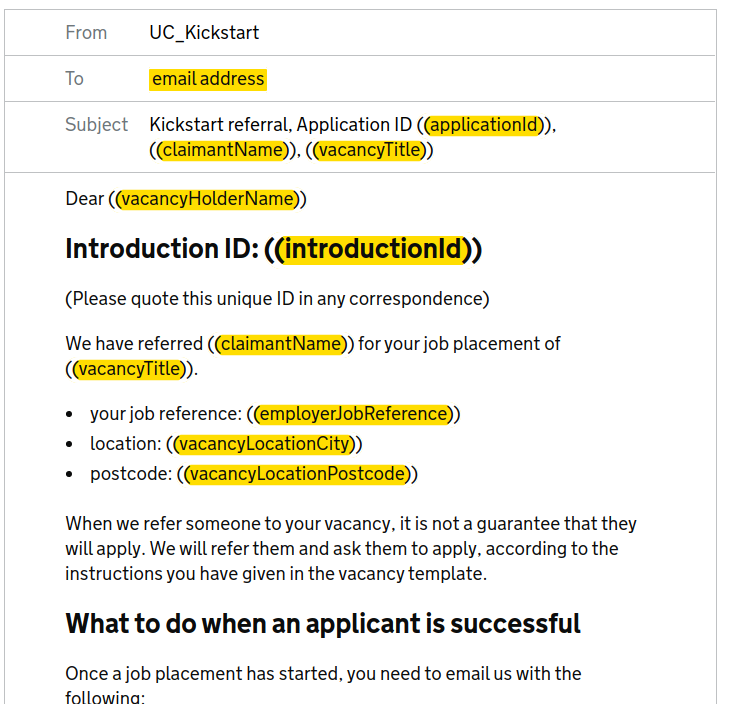 From UC_Kickstart
To email address
Subject Kickstart referral, Application ID ((applicationId)),
((claimantName)), ((vacancyTitle))
Dear ((vacancyHolderName))
Introduction ID: ((introductionId))
(Please quote this unique ID in any correspondence)
We have referred ((claimantName)) for your job placement of
((vacancyTitle)).
• your job reference: ((employerJobReference))
• location: ((vacancyLocationCity))
• postcode: ((vacancyLocationPostcode))
When we refer someone to your vacancy, it is not a guarantee that they
will apply. We will refer them and ask them to apply, according to the
instructions you have given in the vacancy template.
What to do when an applicant is successful
Once a job placement has started, you need to email us with the
following: